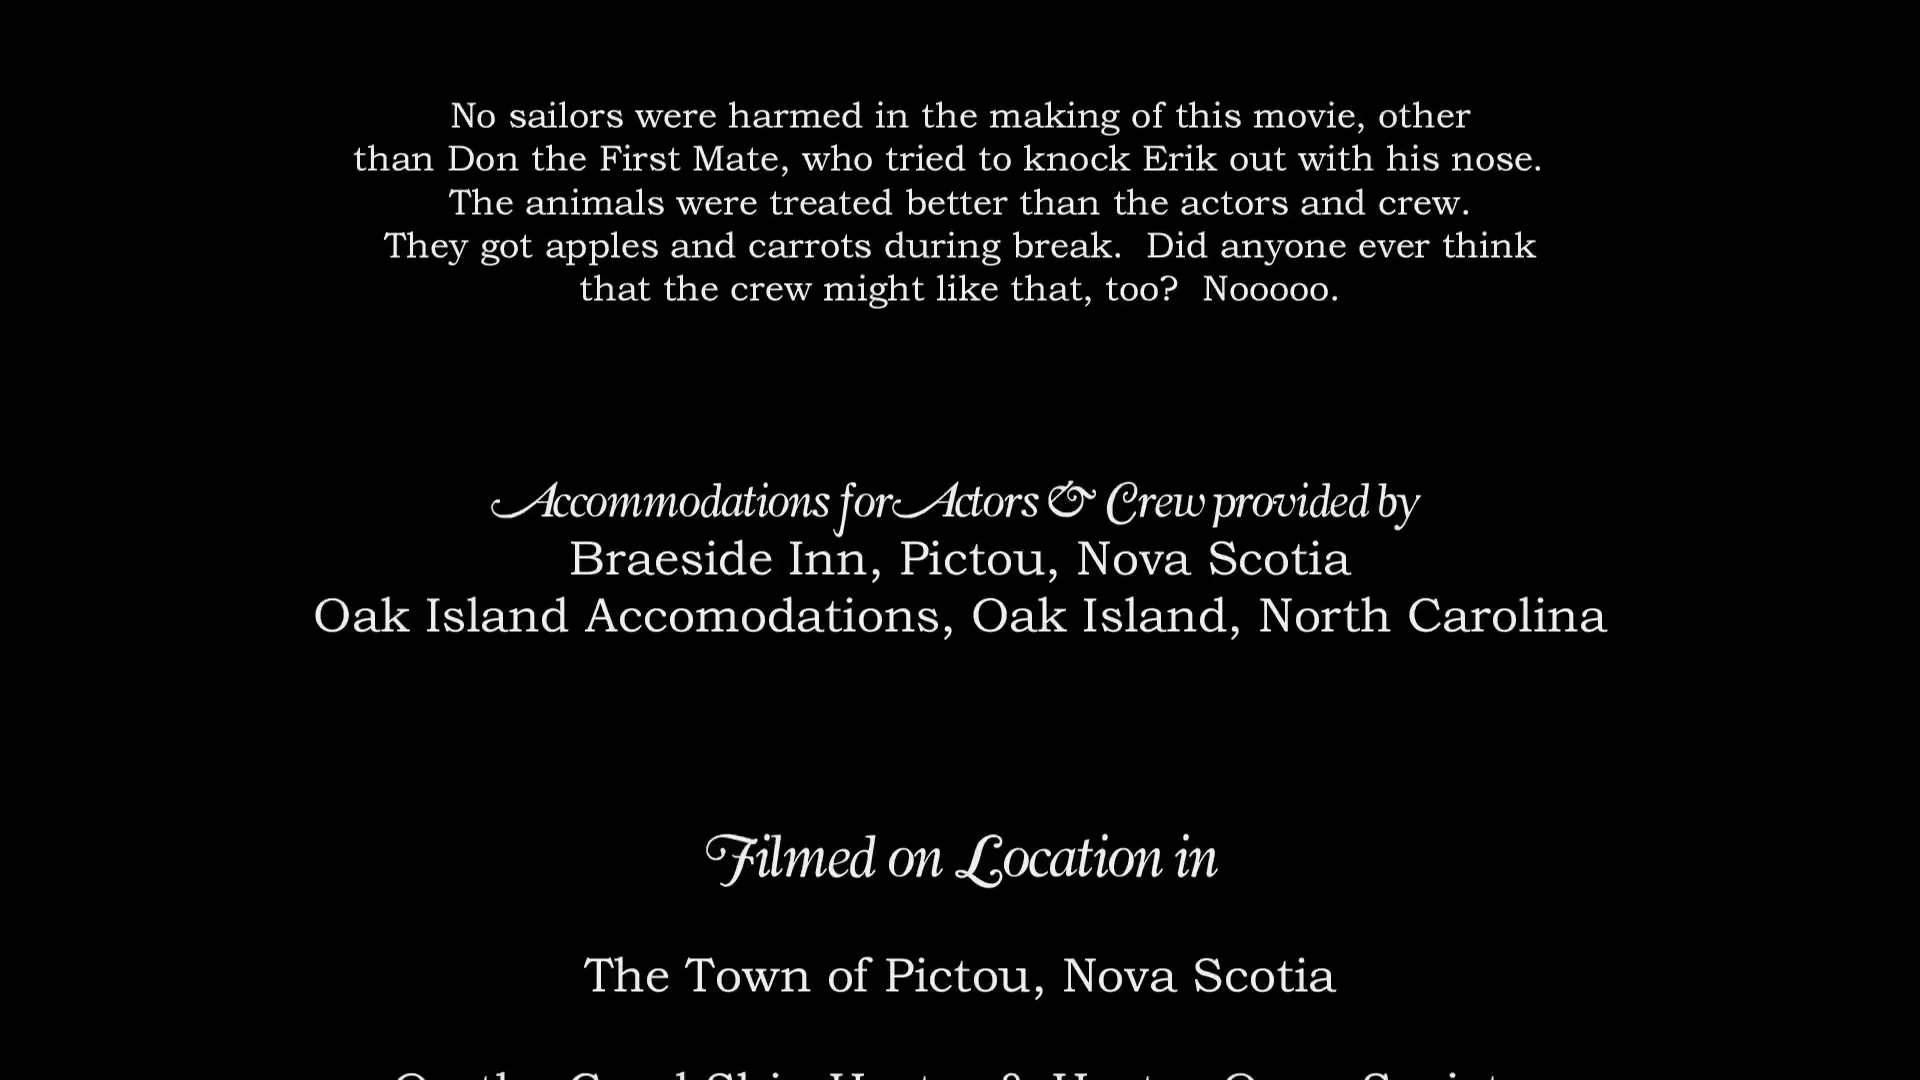 No sailors were harmed in the making of this movie, other
than Don the First Mate, who tried to knock Erik out with his nose.
The animals were treated better than the actors and crew.
They got apples and carrots during break.  Did anyone ever think
that the crew might like that, too?  Nooooo.
Accommodations for Actors & Crew provided by
Braeside Inn, Pictou, Nova Scotia
Oak Island Accomodations, Oak Island, North Carolina
Filmed on Location in
The Town of Pictou, Nova Scotia